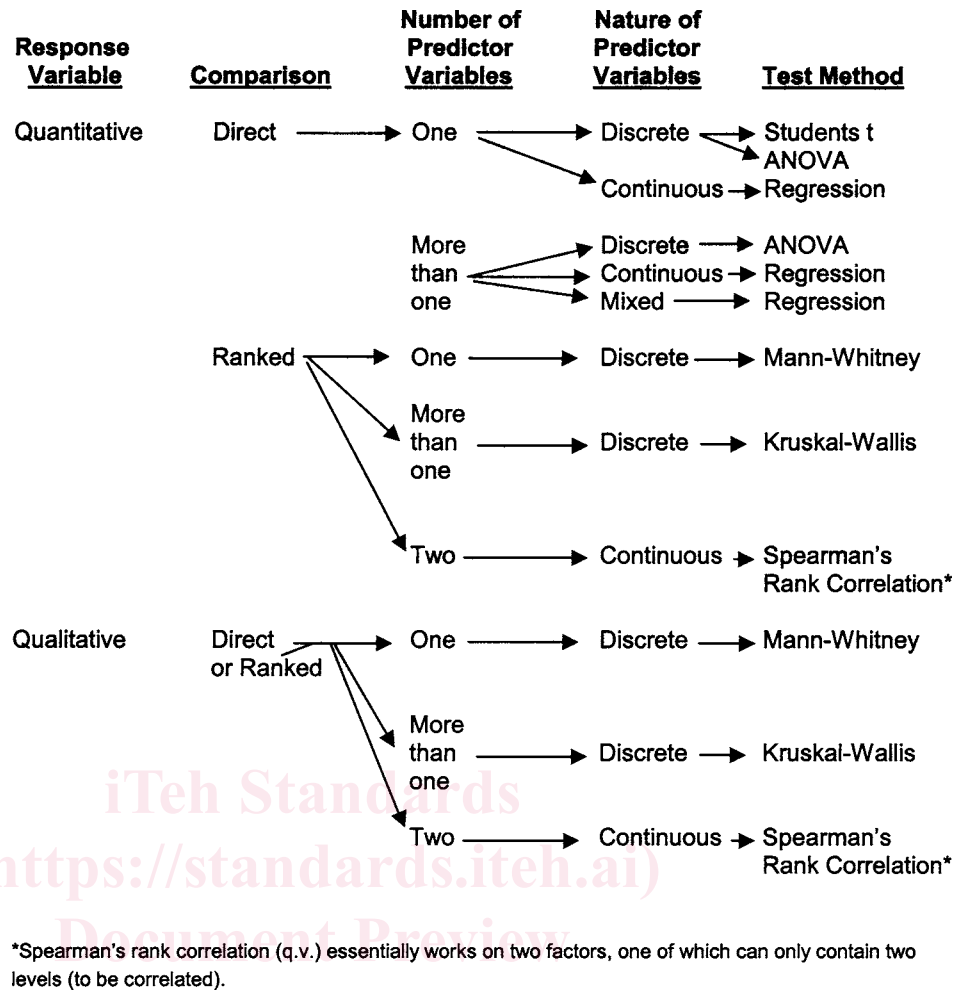 Number of Nature of
Response Predictor Predictor
Variable Comparison Variables Variables Test Method
Quantitative Direct One Discrete Students t
ANOVA
Continuous Regression
More Discrete ANOVA
than Continuous Regression
one Mixed Regression
Ranked One Discrete Mann-Whitney
More
than Discrete Kruskal-Wallis
one
Two Continuous Spearman's
Rank Correlation*
Qualitative Direct One Discrete Mann-Whitney
or Ranked
More
than Discrete Kruskal-Wallis
one
iTeh Standards
Two Continuous Spearman's
Rank Correlation*
https://standards.iteh.ai)
Document Preview
*Spearman's rank correlation (q.v.) essentially works on two factors, one of which can only contain two
levels (to be correlated).